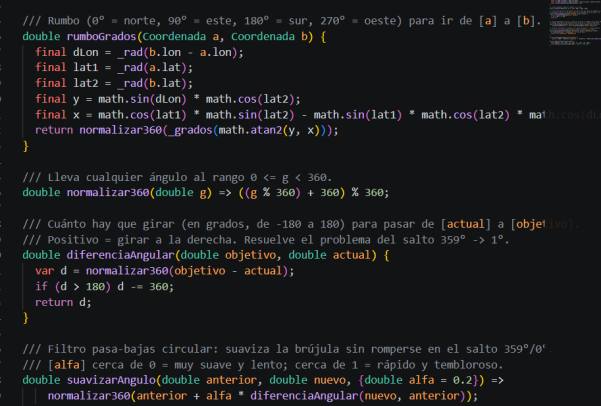 /// Rumbo (0° = norte, 90° = este, 180° = sur, 270° = oeste) para ir de [a] a [b].
double rumboGrados(Coordenada a, Coordenada b) {
final dLon = _rad(b.lon - a.lon);
final lat1 = _rad(a.lat);
final lat2 = _rad(b.lat);
final y = math.sin(dLon) * math.cos(lat2);
final x = math.cos(lat1) * math.sin(lat2) - math.sin(lat1) * math.cos(lat2) * math.cos(dLo
return normalizar360(_grados(math.atan2(y, x)));
}
/// Lleva cualquier ángulo al rango 0 <= g < 360.
double normalizar360(double g) => ((g % 360) + 360) % 360;
/// Cuánto hay que girar (en grados, de -180 a 180) para pasar de [actual] a [objetivo].
/// Positivo = girar a la derecha. Resuelve el problema del salto 359° -> 1°.
double diferenciaAngular(double objetivo, double actual) {
var d = normalizar360(objetivo - actual);
if (d > 180) d -= 360;
return d;
}
/// Filtro pasa-bajas circular: suaviza la brújula sin romperse en el salto 359°/0°
/// [alfa] cerca de 0 = muy suave y lento; cerca de 1 = rápido y tembloroso.
double suavizarAngulo(double anterior, double nuevo, {double alfa = 0.2}) =>
normalizar360(anterior + alfa * diferenciaAngular(nuevo, anterior));